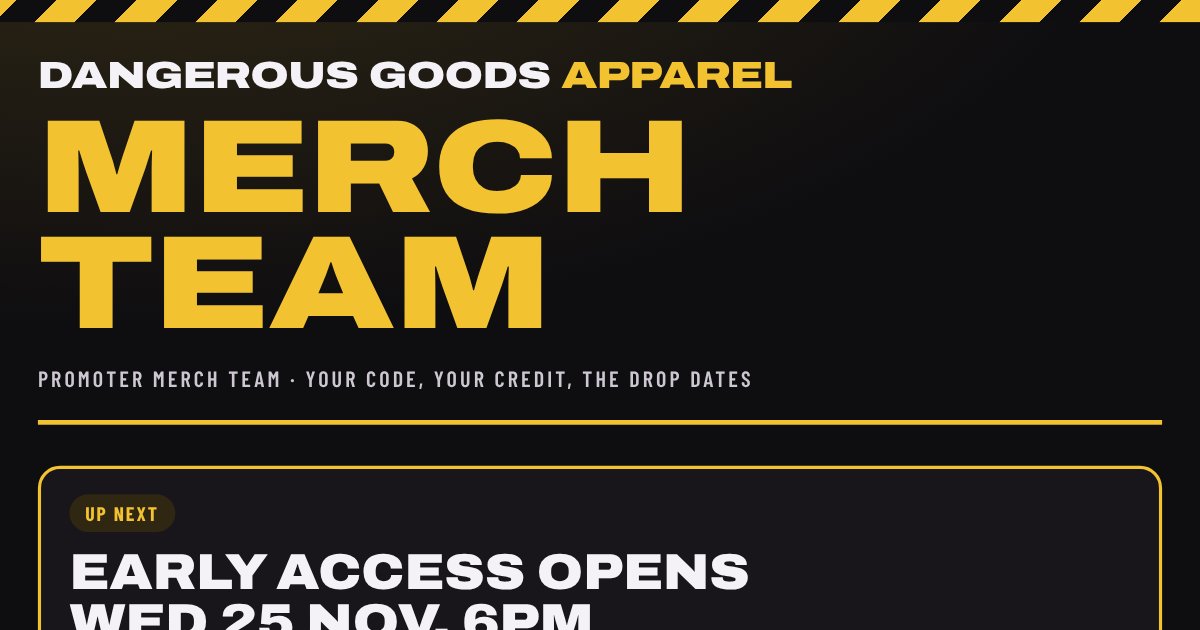 DANGEROUS GOODS APPAREL
MERCH
TEAM
PROMOTER MERCH TEAM · YOUR CODE, YOUR CREDIT, THE DROP DATES
UP NEXT
EARLY ACCESS OPENS
WED 25 NOV, 6PM